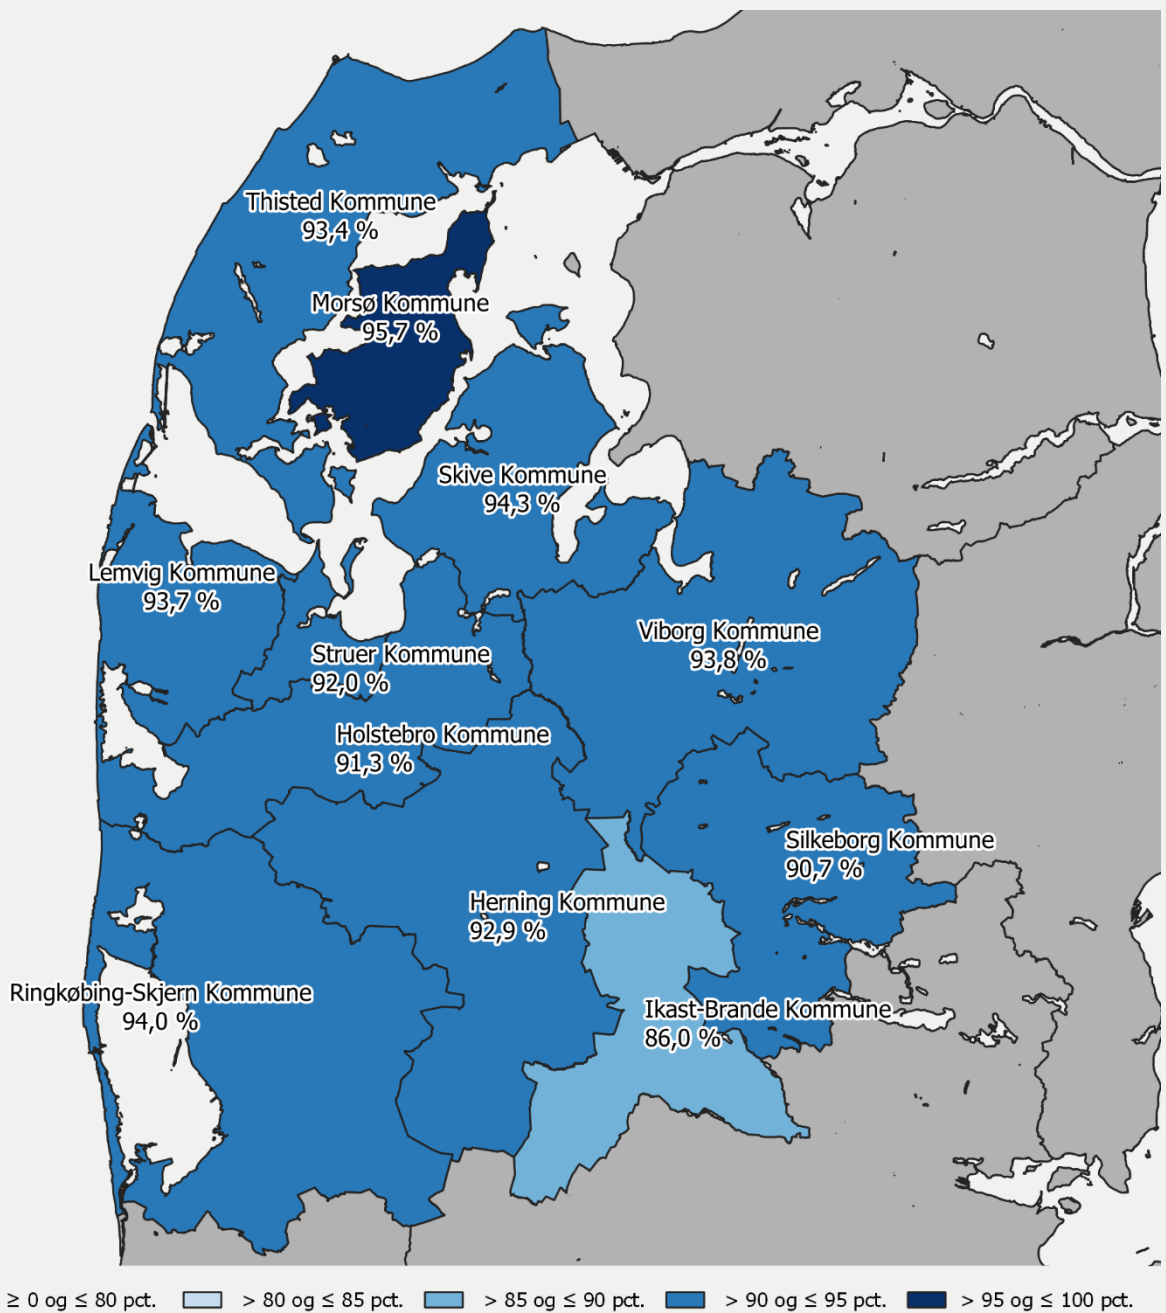 Thisted Kommune
93,4 %
Morsø Kommune
95,7 %
Skive Kommune
94,3 %
Lemvig Kommune
93,7 %
Viborg Kommune
93,8 %
Struer Kommune
92,0 %
Holstebro Kommune
91,3 %
Silkeborg Kommune
90,7 %
Herning Kommune
92,9 %
Ringkøbing-Skjern Kommune
94,0 %
Ikast-Brande Kommune
86,0 %
≥ 0 og ≤ 80 pct. > 80 og ≤ 85 pct. > 85 og ≤ 90 pct. > 90 og ≤ 95 pct. > 95 og ≤ 100 pct.